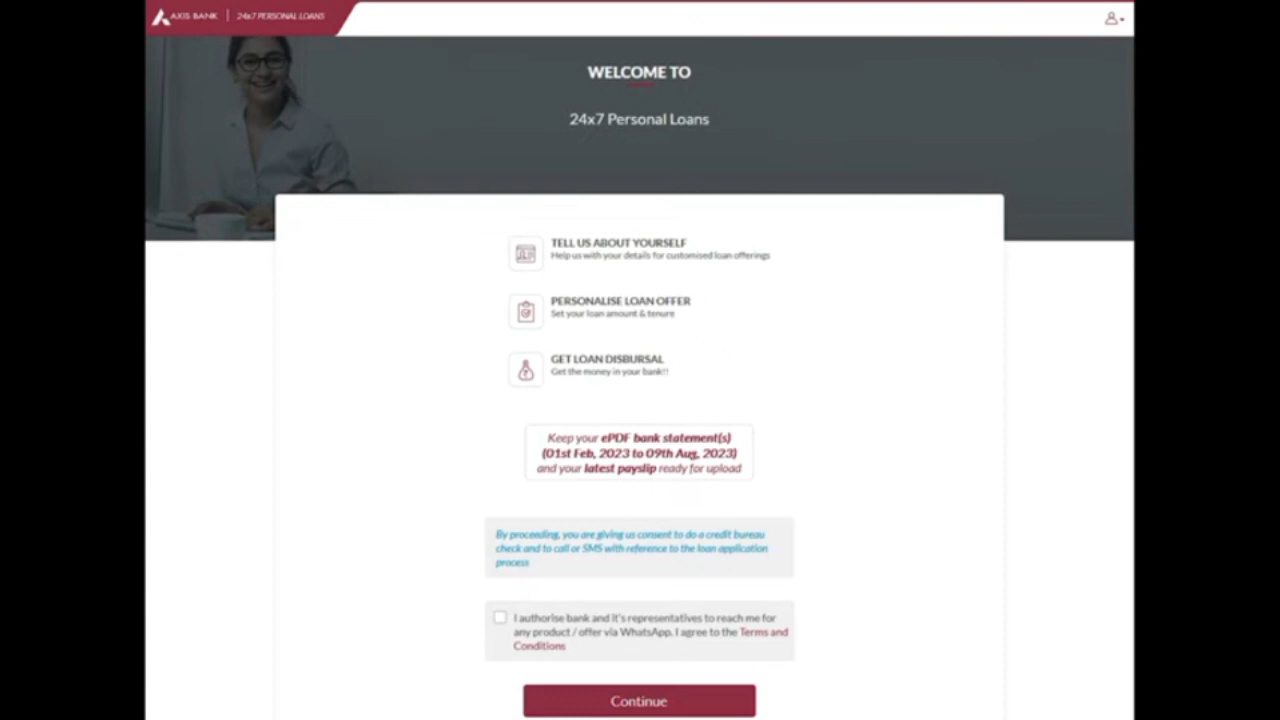 AXIS BANK | 24x7 PERSONAL LOANS
WELCOME TO
24x7 Personal Loans
TELL US ABOUT YOURSELF
Help us with your details for customised loan offerings
PERSONALISE LOAN OFFER
Set your loan amount & tenure
GET LOAN DISBURSAL
Get the money in your bank!!
Keep your ePDF bank statement(s)
(01st Feb, 2023 to 09th Aug, 2023)
and your latest payslip ready for upload
By proceeding, you are giving us consent to do a credit bureau
check and to call or SMS with reference to the loan application
process
I authorise bank and it's representatives to reach me for
any product / offer via WhatsApp. I agree to the Terms and
Conditions
Continue